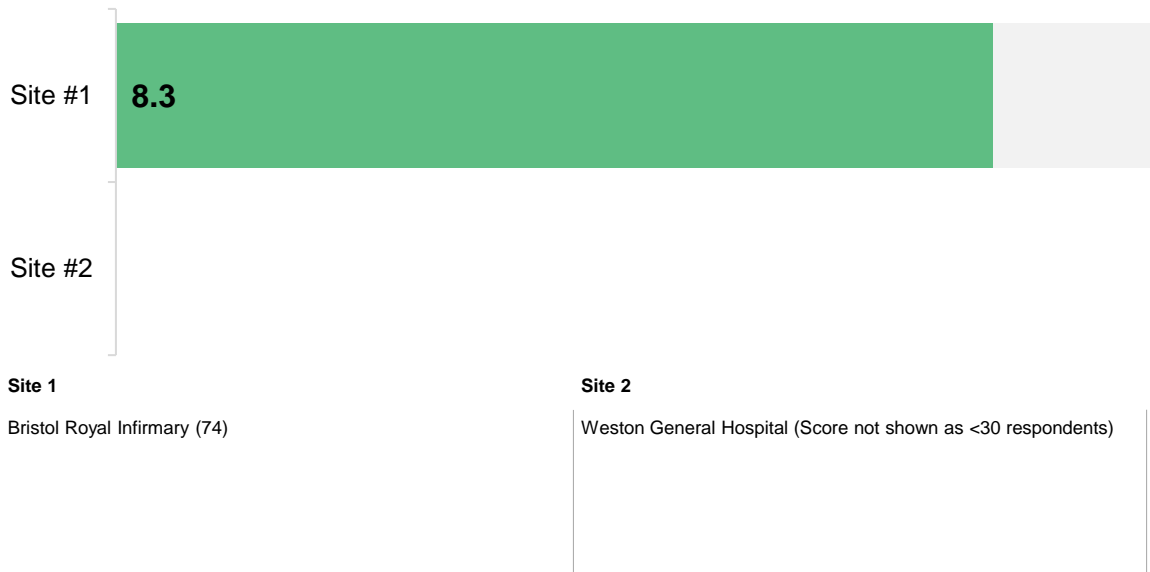 Site #1
8.3
Site #2
Site 1
Site 2
Bristol Royal Infirmary (74)
Weston General Hospital (Score not shown as <30 respondents)